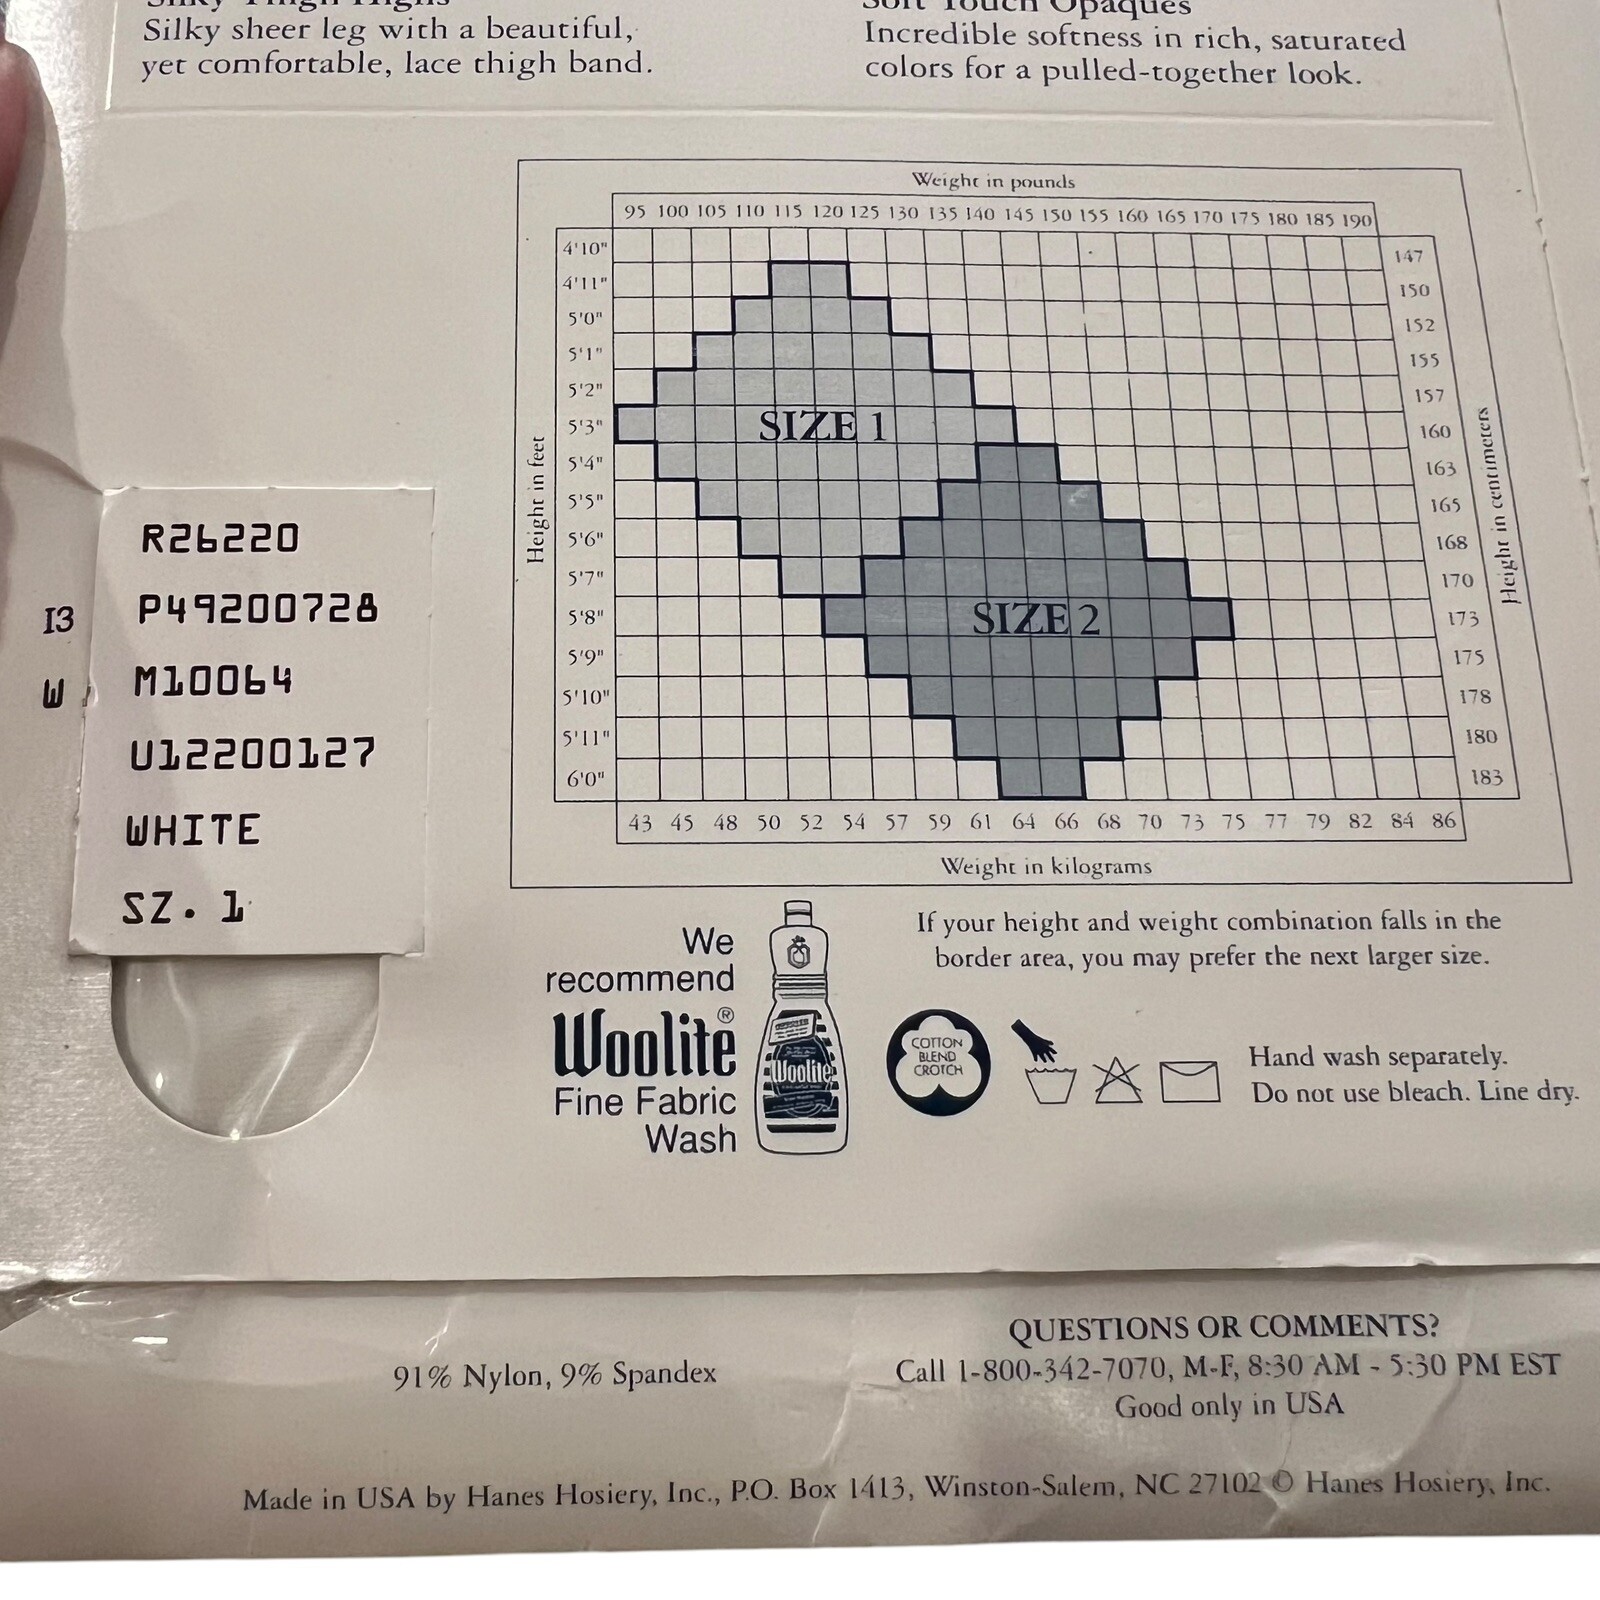 Silky Thigh Highs
Silky sheer leg with a beautiful,
yet comfortable, lace thigh band.
Soft Touch Opaques
Incredible softness in rich, saturated
colors for a pulled-together look.
Weight in pounds
95 100 105 110 115 120 125 130 135 140 145 150 155 160 165 170 175 180 185 190
Height in feet
4'10" 147
4'11" 150
5'0" 152
5'1" 155
5'2" 157
5'3" SIZE 1 160
5'4" 163
5'5" 165
5'6" 168
5'7" 170
5'8" SIZE 2 173
5'9" 175
5'10" 178
5'11" 180
6'0" 183
Height in centimeters
43 45 48 50 52 54 57 59 61 64 66 68 70 73 75 77 79 82 84 86
Weight in kilograms
I3
W
R26220
P49200728
M10064
U12200127
WHITE
SZ. 1
We
recommend
Woolite®
Fine Fabric
Wash
Woolite
If your height and weight combination falls in the
border area, you may prefer the next larger size.
COTTON
BLEND
CROTCH
Hand wash separately.
Do not use bleach. Line dry.
91% Nylon, 9% Spandex
QUESTIONS OR COMMENTS?
Call 1-800-342-7070, M-F, 8:30 AM - 5:30 PM EST
Good only in USA
Made in USA by Hanes Hosiery, Inc., P.O. Box 1413, Winston-Salem, NC 27102 © Hanes Hosiery, Inc.